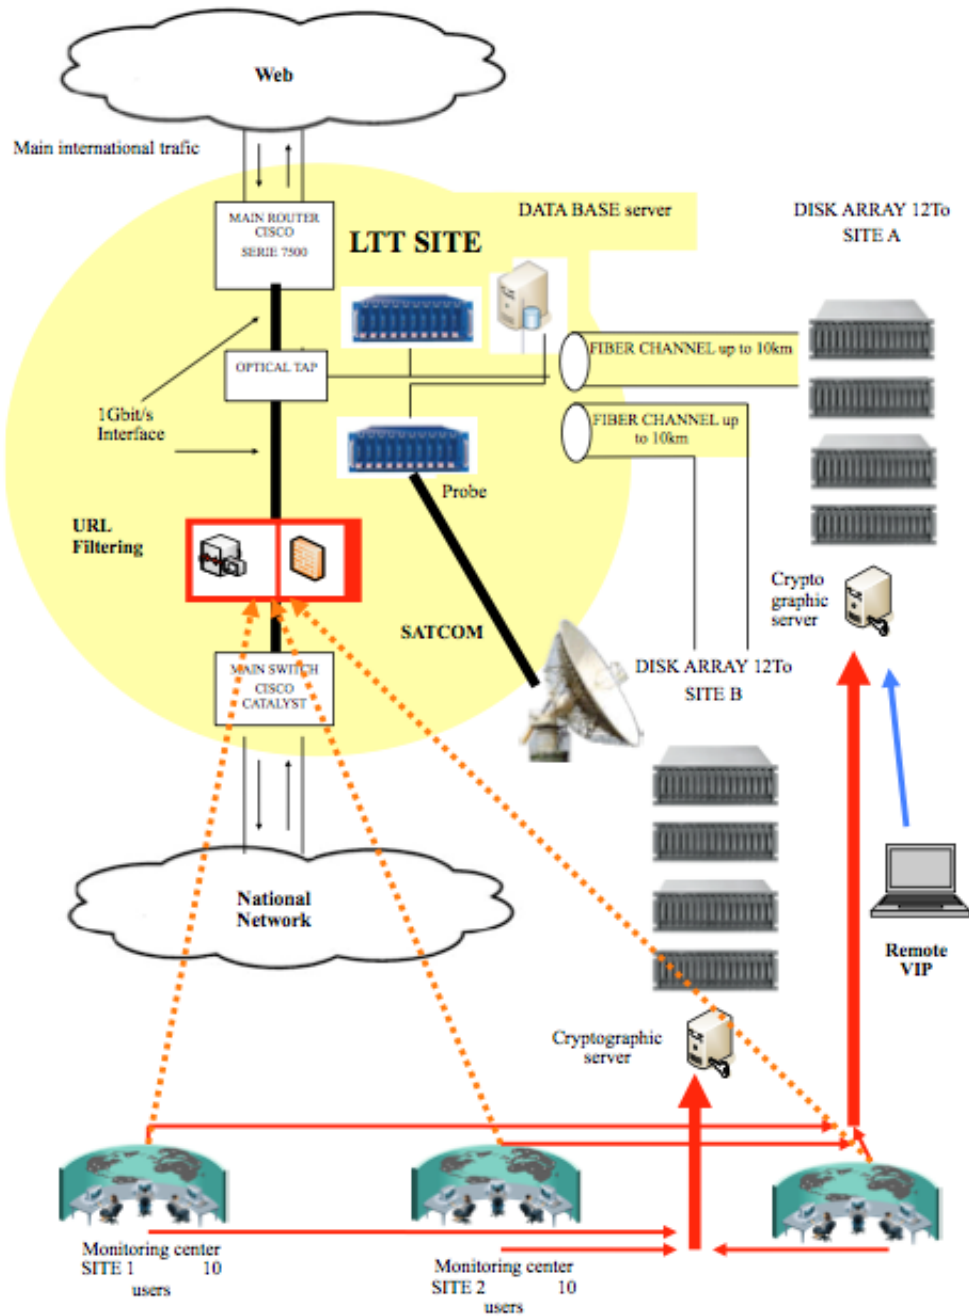 Web
Main international trafic
MAIN ROUTER
CISCO
SERIE 7500
LTT SITE
DATA BASE server
DISK ARRAY 12To
SITE A
OPTICAL TAP
FIBER CHANNEL up to 10km
1Gbit/s
Interface
FIBER CHANNEL up
to 10km
Probe
URL
Filtering
Crypto
graphic
server
SATCOM
MAIN SWITCH
CISCO
CATALYST
DISK ARRAY 12To
SITE B
National
Network
Remote
VIP
Cryptographic
server
Monitoring center
SITE 1 10
users
Monitoring center
SITE 2 10
users